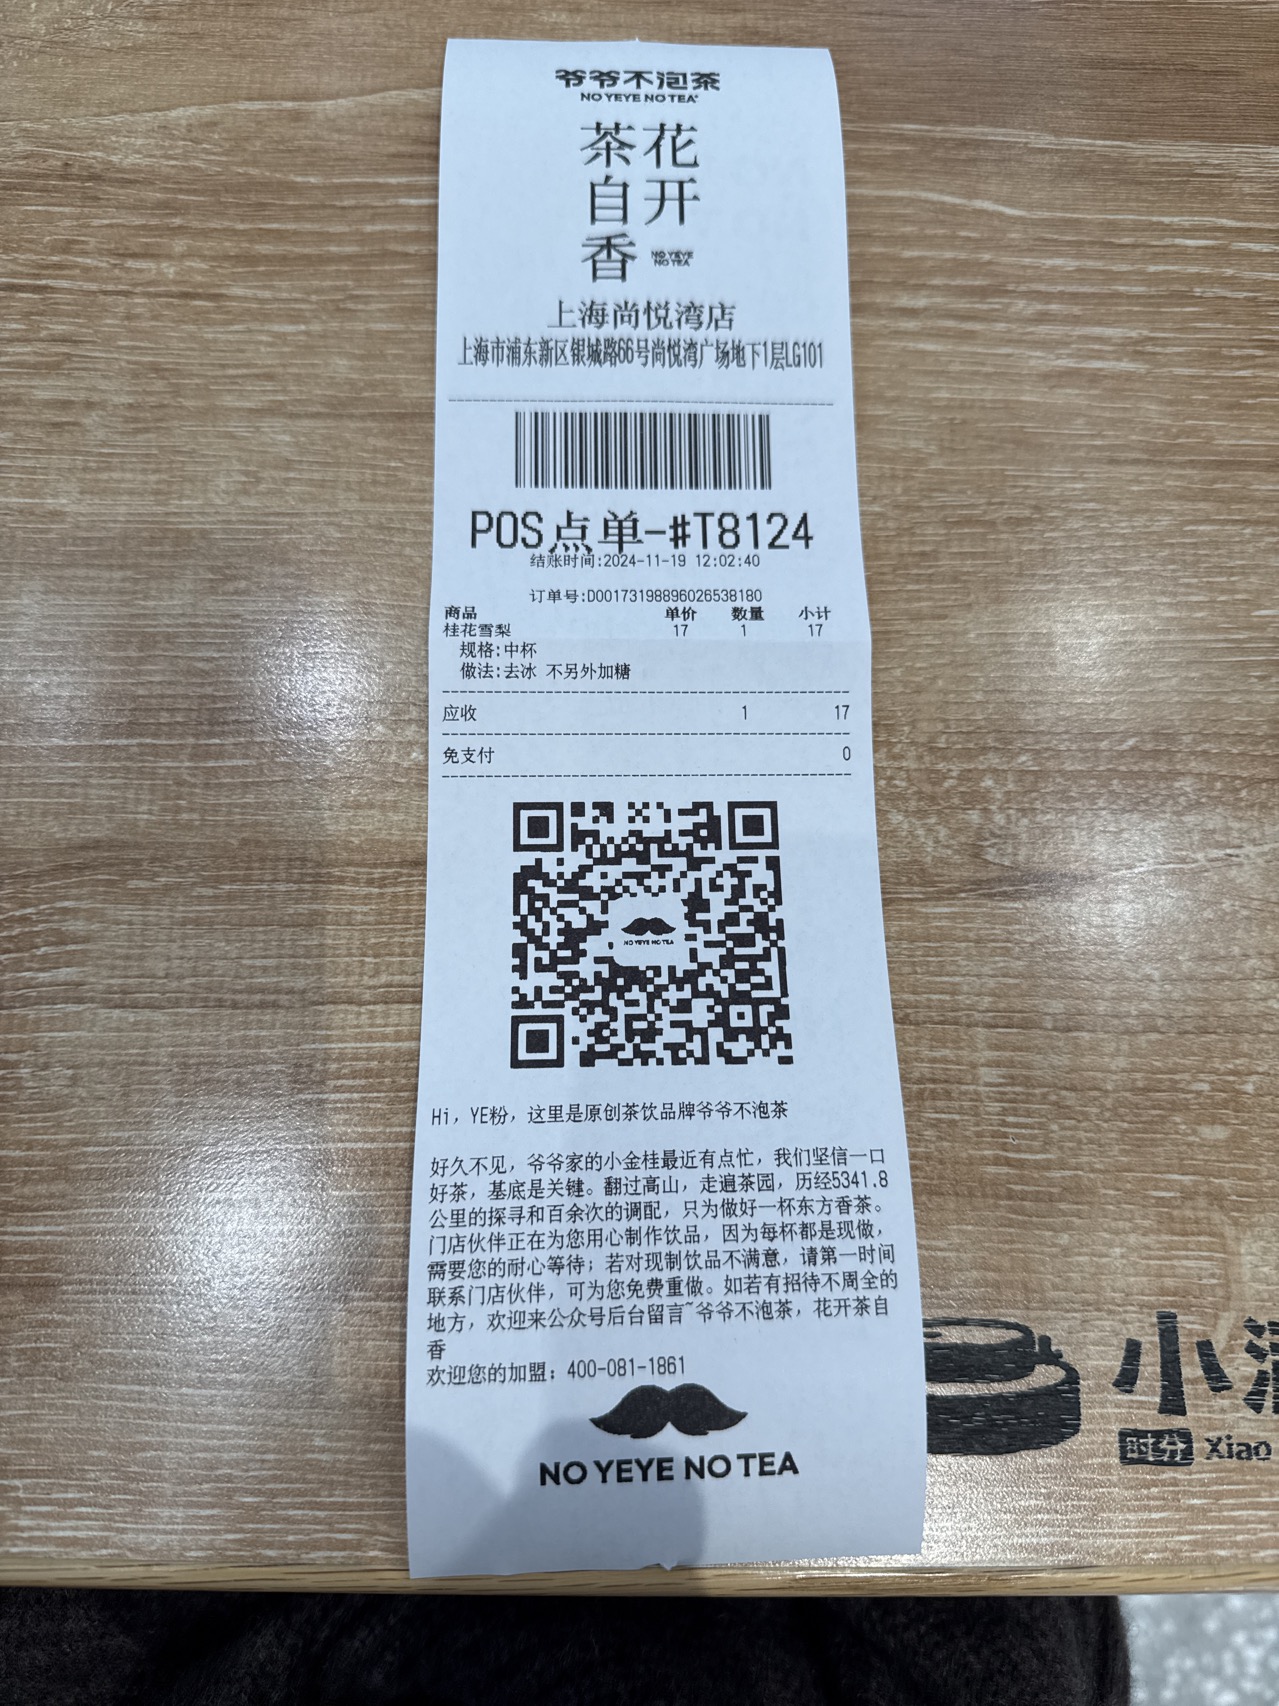 爷爷不泡茶
NO YEYE NO TEA
花开
茶自香
NO YEYE
NO TEA
上海尚悦湾店
上海市浦东新区银城路66号尚悦湾广场地下1层LG101
POS点单-#T8124
结账时间:2024-11-19 12:02:40
订单号:D00173198896026538180
商品 单价 数量 小计
桂花雪梨 17 1 17
规格:中杯
做法:去冰 不另外加糖
应收 1 17
免支付 0
NO YEYE NO TEA
Hi，YE粉，这里是原创茶饮品牌爷爷不泡茶
好久不见，爷爷家的小金桂最近有点忙，我们坚信一口
好茶，基底是关键。翻过高山，走遍茶园，历经5341.8
公里的探寻和百余次的调配，只为做好一杯东方香茶。
门店伙伴正在为您用心制作饮品，因为每杯都是现做，
需要您的耐心等待；若对现制饮品不满意，请第一时间
联系门店伙伴，可为您免费重做。如若有招待不周全的
地方，欢迎来公众号后台留言~爷爷不泡茶，花开茶自
香
欢迎您的加盟：400-081-1861
NO YEYE NO TEA
小
时分 Xiao